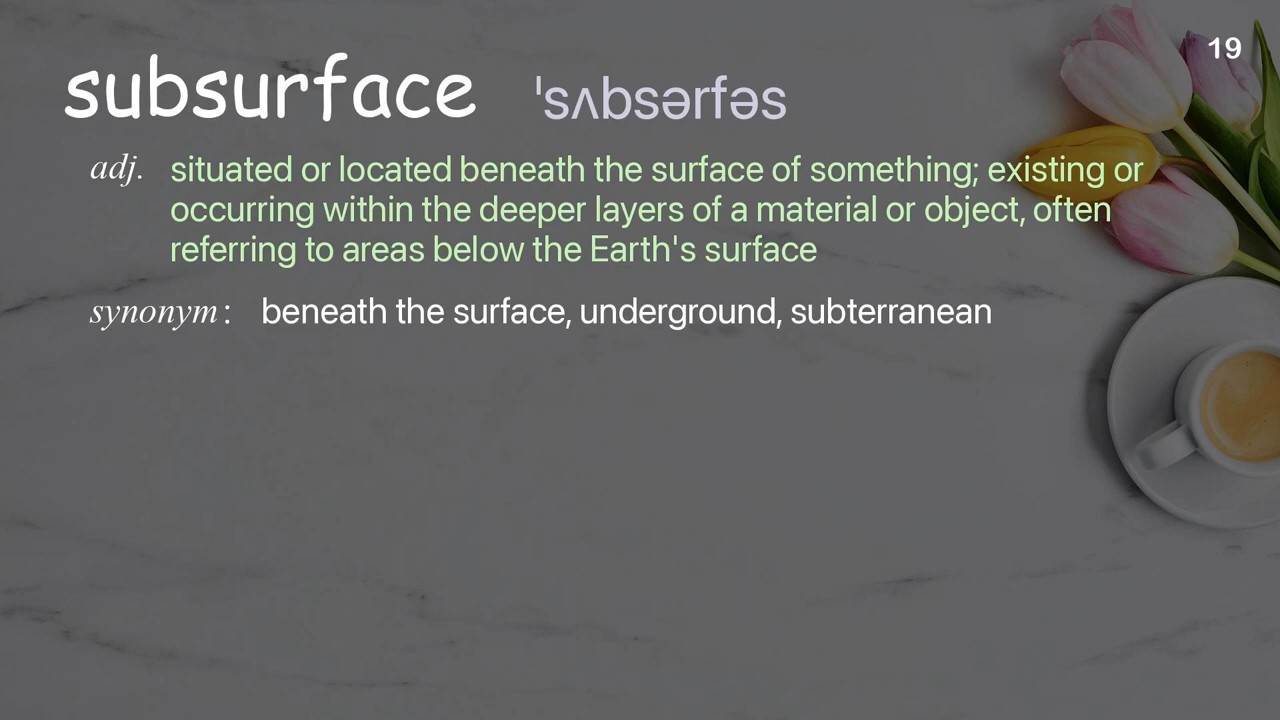 19
subsurface ˈsʌbsərfəs
adj. situated or located beneath the surface of something; existing or
occurring within the deeper layers of a material or object, often
referring to areas below the Earth's surface
synonym: beneath the surface, underground, subterranean